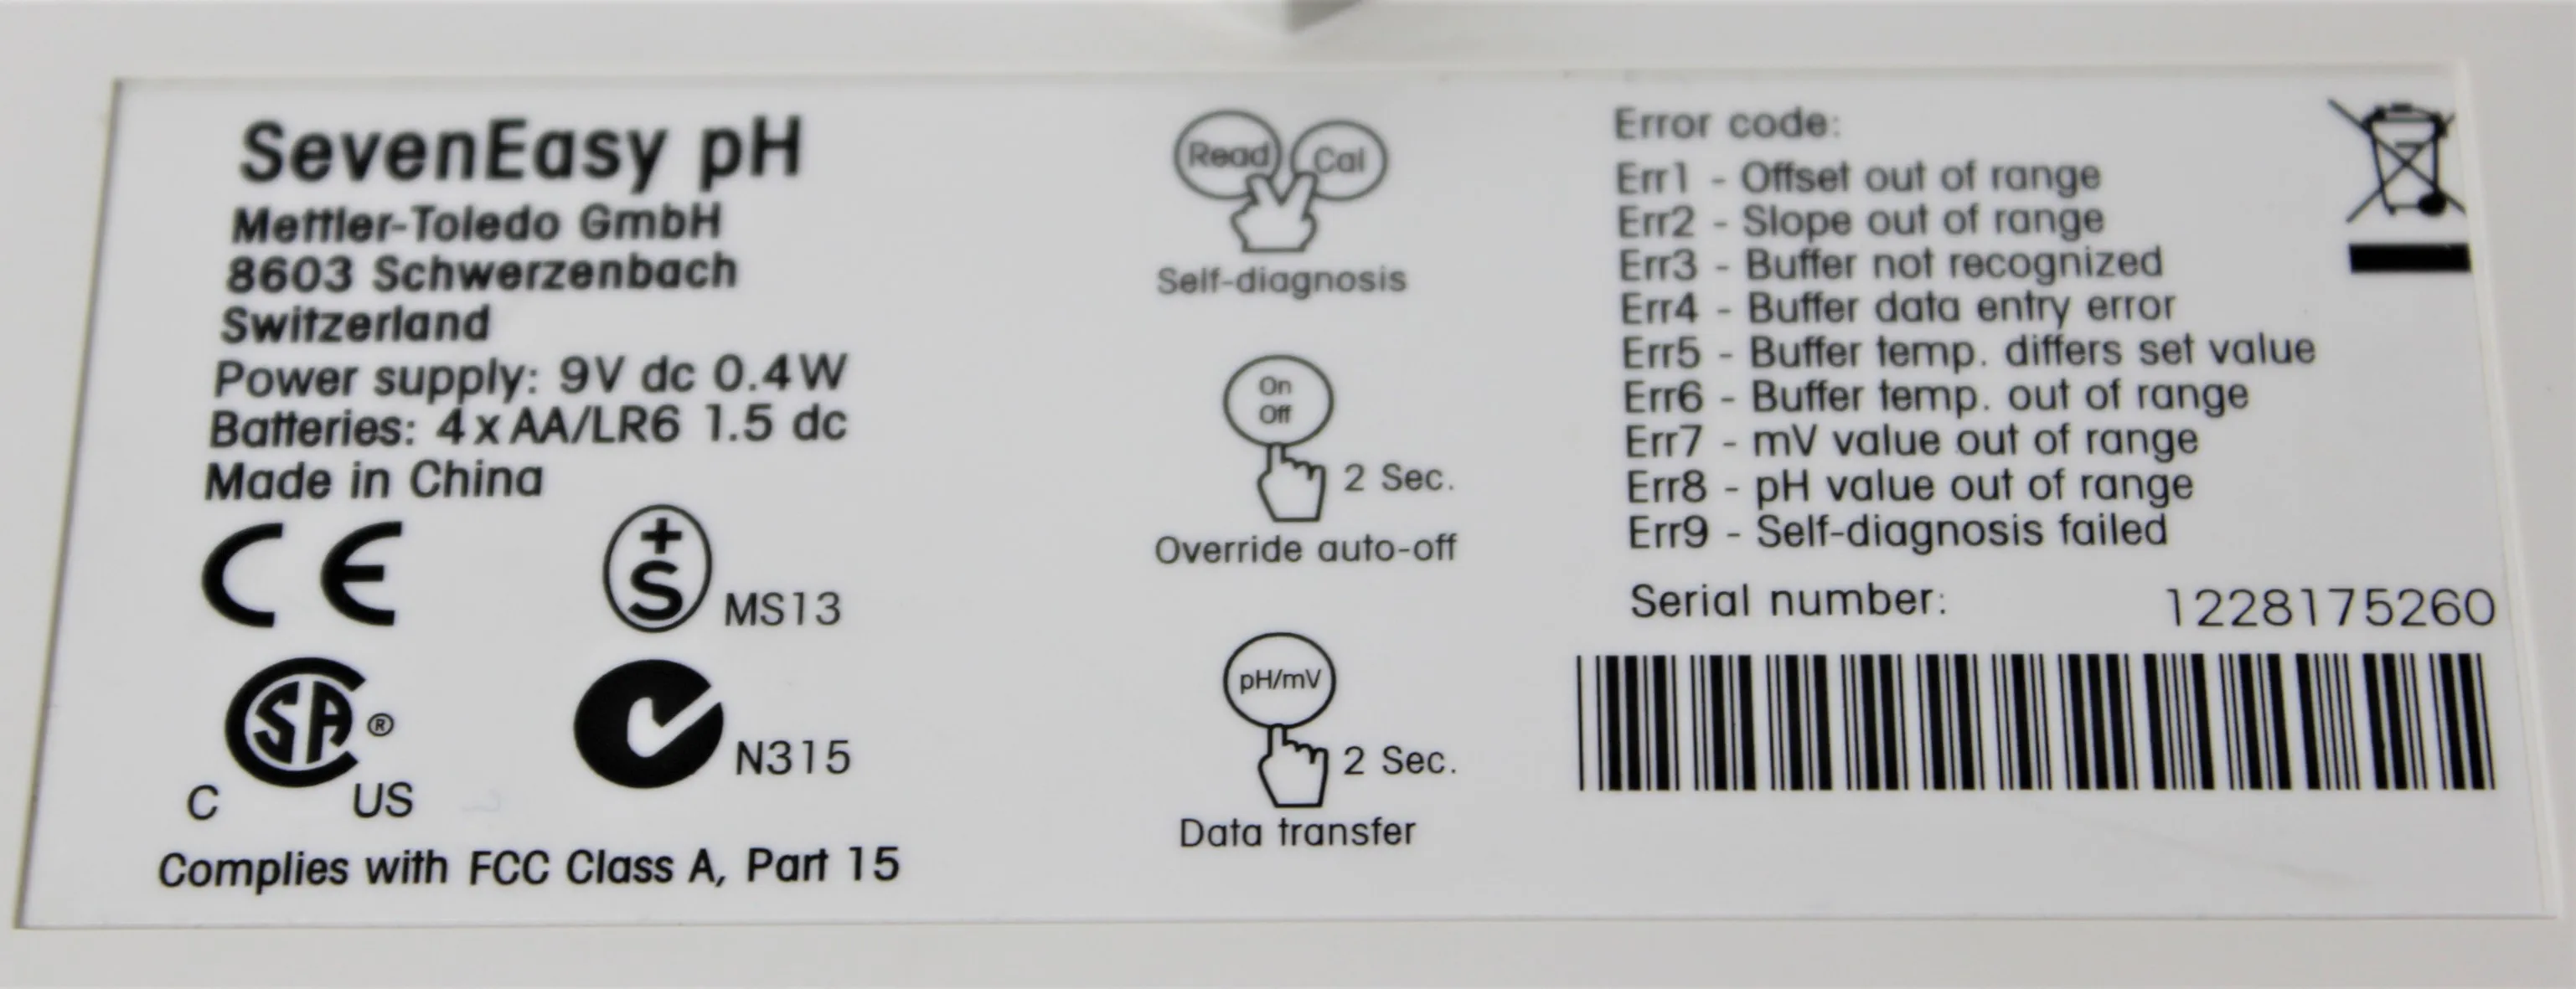 SevenEasy pH
Mettler-Toledo GmbH
8603 Schwerzenbach
Switzerland
Power supply: 9V dc 0.4W
Batteries: 4 x AA/LR6 1.5 dc
Made in China
CE
+
S
MS13
SA ®
C US
N315
Complies with FCC Class A, Part 15
Read Cal
Self-diagnosis
On
Off
2 Sec.
Override auto-off
pH/mV
2 Sec.
Data transfer
Error code:
Err1 - Offset out of range
Err2 - Slope out of range
Err3 - Buffer not recognized
Err4 - Buffer data entry error
Err5 - Buffer temp. differs set value
Err6 - Buffer temp. out of range
Err7 - mV value out of range
Err8 - pH value out of range
Err9 - Self-diagnosis failed
Serial number: 1228175260